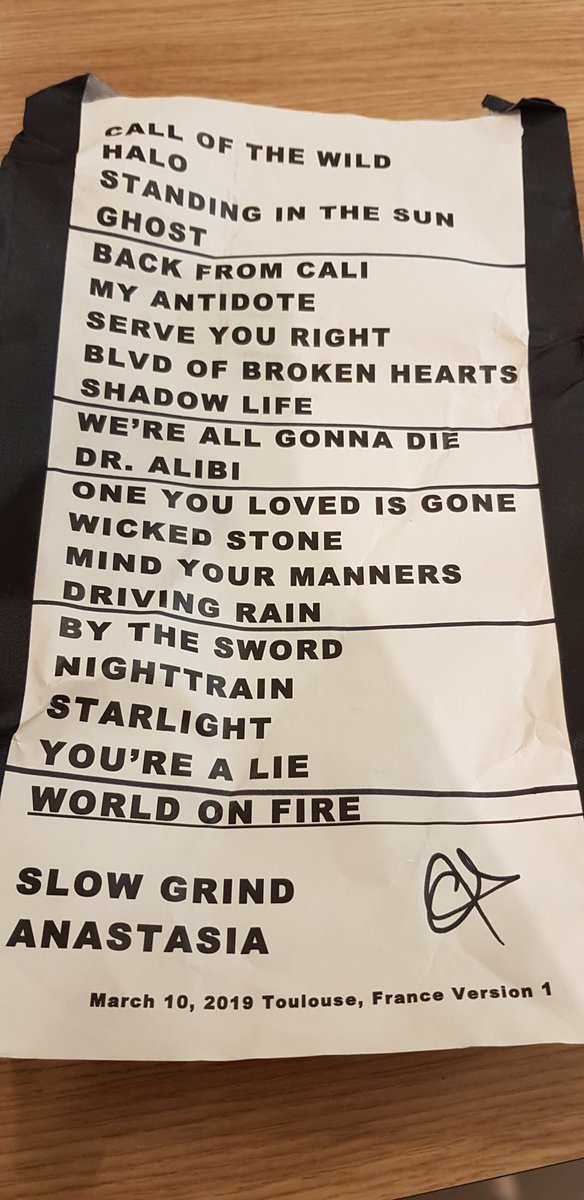 CALL OF THE WILD
HALO
STANDING IN THE SUN
GHOST
BACK FROM CALI
MY ANTIDOTE
SERVE YOU RIGHT
BLVD OF BROKEN HEARTS
SHADOW LIFE
WE'RE ALL GONNA DIE
DR. ALIBI
ONE YOU LOVED IS GONE
WICKED STONE
MIND YOUR MANNERS
DRIVING RAIN
BY THE SWORD
NIGHTTRAIN
STARLIGHT
YOU'RE A LIE
WORLD ON FIRE
SLOW GRIND
ANASTASIA
March 10, 2019 Toulouse, France Version 1